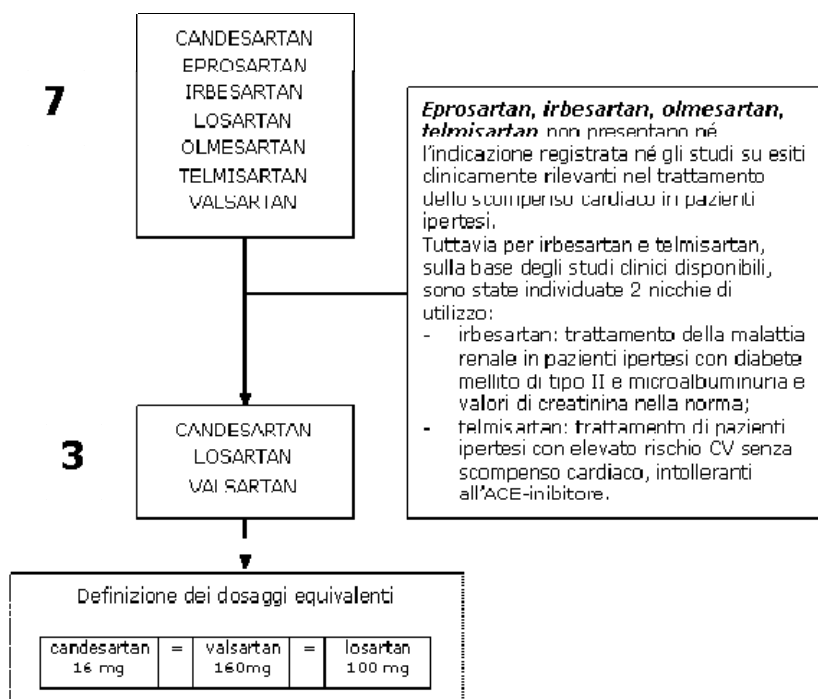 7
CANDESARTAN
EPROSARTAN
IRBESARTAN
LOSARTAN
OLMESARTAN
TELMISARTAN
VALSARTAN
Eprosartan, irbesartan, olmesartan,
telmisartan non presentano né
l'indicazione registrata né gli studi su esiti
clinicamente rilevanti nel trattamento
dello scompenso cardiaco in pazienti
ipertesi.
Tuttavia per irbesartan e telmisartan,
sulla base degli studi clinici disponibili,
sono state individuate 2 nicchie di
utilizzo:
- irbesartan: trattamento della malattia
renale in pazienti ipertesi con diabete
mellito di tipo II e microalbuminuria e
valori di creatinina nella norma;
- telmisartan: trattamento di pazienti
ipertesi con elevato rischio CV senza
scompenso cardiaco, intolleranti
all'ACE-inibitore.
3
CANDESARTAN
LOSARTAN
VALSARTAN
Definizione dei dosaggi equivalenti
candesartan = valsartan = losartan
16 mg 160mg 100 mg